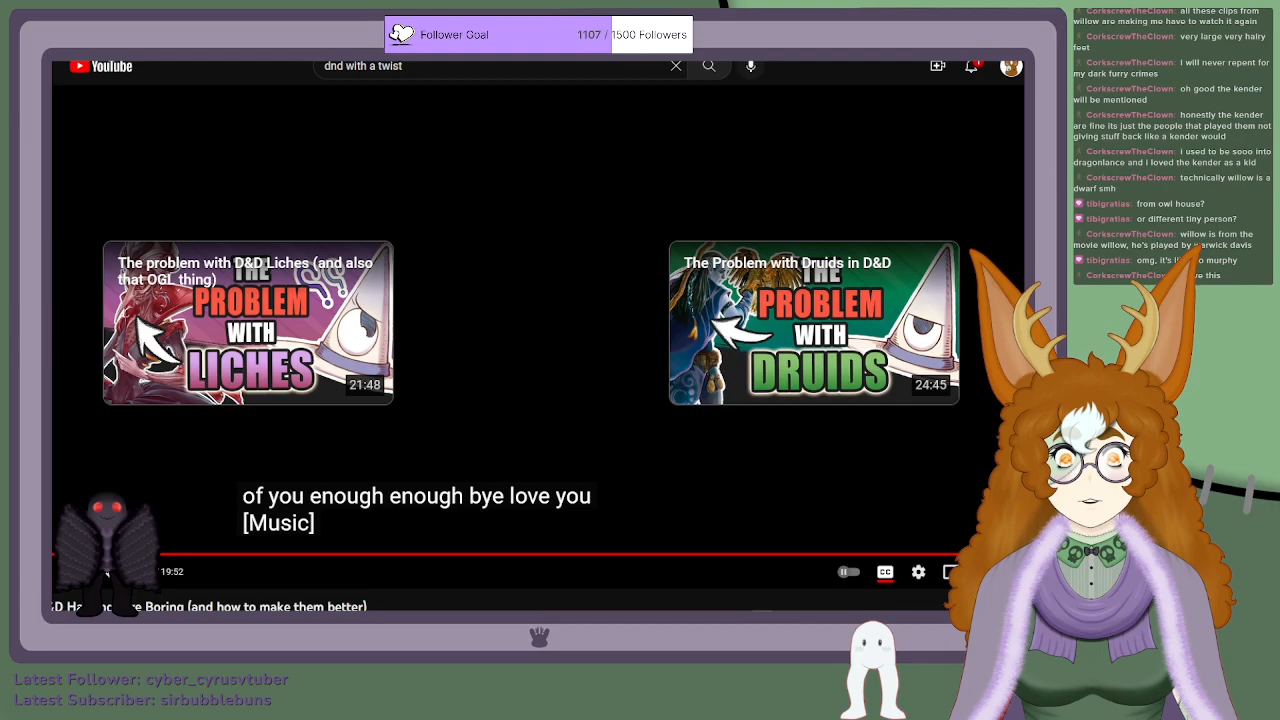 Follower Goal
1107 / 1500 Followers
YouTube
dnd with a twist
The problem with D&D Liches (and also
that OGL thing)
THE
PROBLEM
WITH
LICHES
21:48
The Problem with Druids in D&D
THE
PROBLEM
WITH
DRUIDS
24:45
of you enough enough bye love you
[Music]
19:52
CC
(and how to make them better)
Latest Follower: cyber_cyrusvtuber
Latest Subscriber: sirbubblebuns
CorkscrewTheClown: all these clips from
willow are making me have to watch it again
CorkscrewTheClown: very large very hairy
feet
CorkscrewTheClown: i will never repent for
my dark furry crimes
CorkscrewTheClown: oh good the kender
will be mentioned
CorkscrewTheClown: honestly the kender
are fine its just the people that played them not
giving stuff back like a kender would
CorkscrewTheClown: i used to be sooo into
dragonlance and i loved the kender as a kid
CorkscrewTheClown: technically willow is a
dwarf smh
tibigratias: from owl house?
tibigratias: or different tiny person?
CorkscrewTheClown: willow is from the
movie willow, he's played by warwick davis
tibigratias: omg, it's murphy